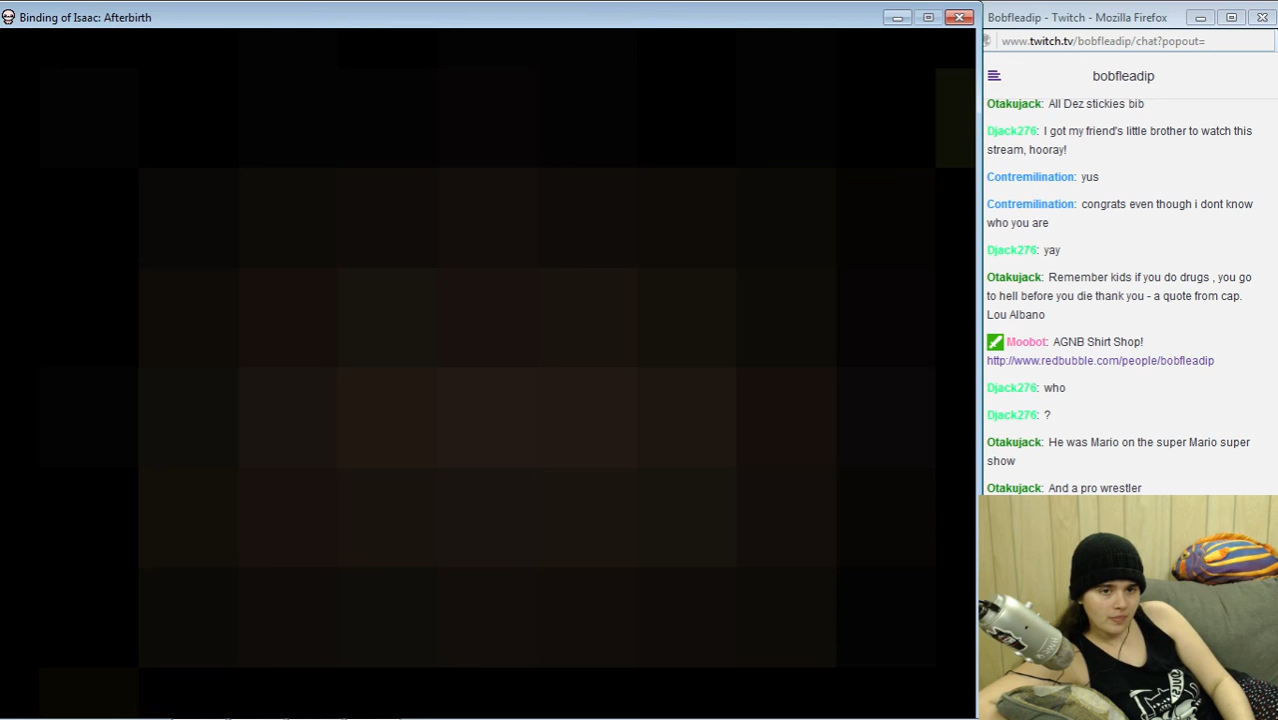 Binding of Isaac: Afterbirth
Bobfleadip - Twitch - Mozilla Firefox
www.twitch.tv/bobfleadip/chat?popout=
bobfleadip
Otakujack: All Dez stickies bib
Djack276: I got my friend's little brother to watch this
stream, hooray!
Contremilination: yus
Contremilination: congrats even though i dont know
who you are
Djack276: yay
Otakujack: Remember kids if you do drugs , you go
to hell before you die thank you - a quote from cap.
Lou Albano
Moobot: AGNB Shirt Shop!
http://www.redbubble.com/people/bobfleadip
Djack276: who
Djack276: ?
Otakujack: He was Mario on the super Mario super
show
Otakujack: And a pro wrestler